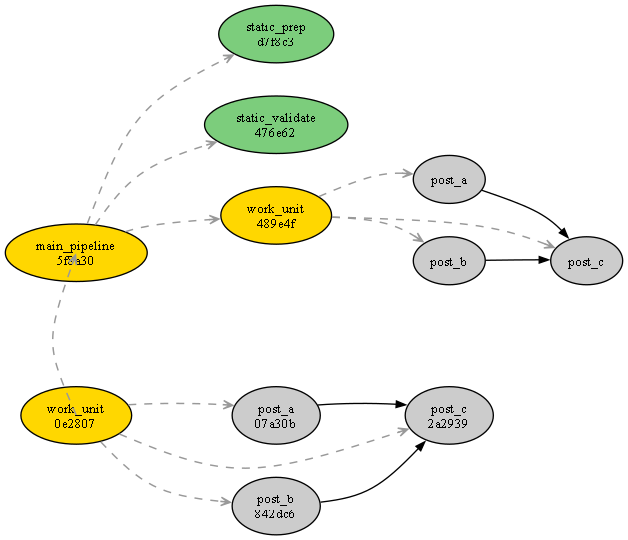 static_prep
d7f8c3
static_validate
476e62
work_unit
489e4f
post_a
main_pipeline
5f8a30
post_b
post_c
work_unit
0e2807
post_a
07a30b
post_c
2a2939
post_b
842dc6